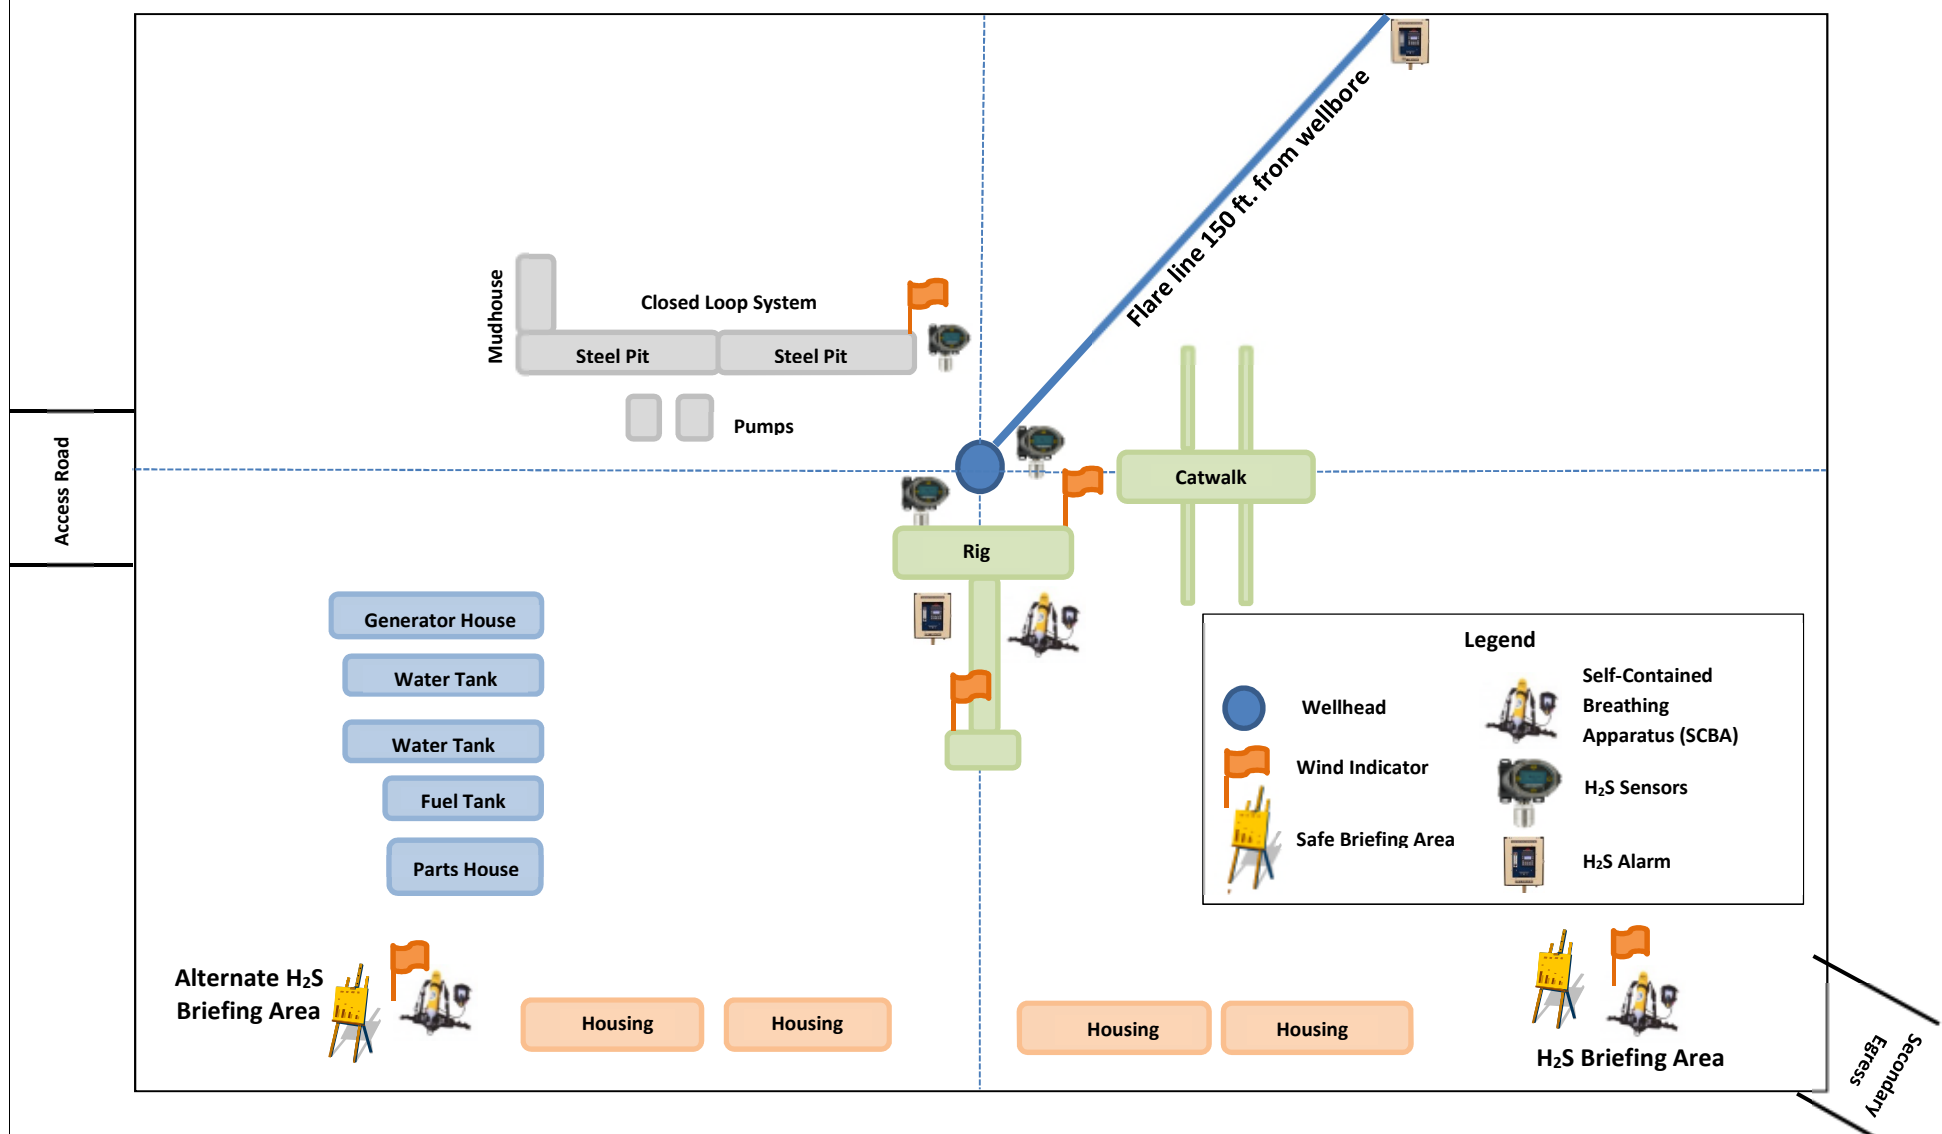 Flare line 150 ft. from wellbore
Mudhouse
Closed Loop System
Steel Pit
Steel Pit
Pumps
Access Road
Catwalk
Rig
Generator House
Water Tank
Water Tank
Fuel Tank
Parts House
Legend
Wellhead
Wind Indicator
Safe Briefing Area
Self-Contained
Breathing
Apparatus (SCBA)
H₂S Sensors
H₂S Alarm
Alternate H₂S
Briefing Area
Housing
Housing
Housing
Housing
H₂S Briefing Area
Secondary
Egress